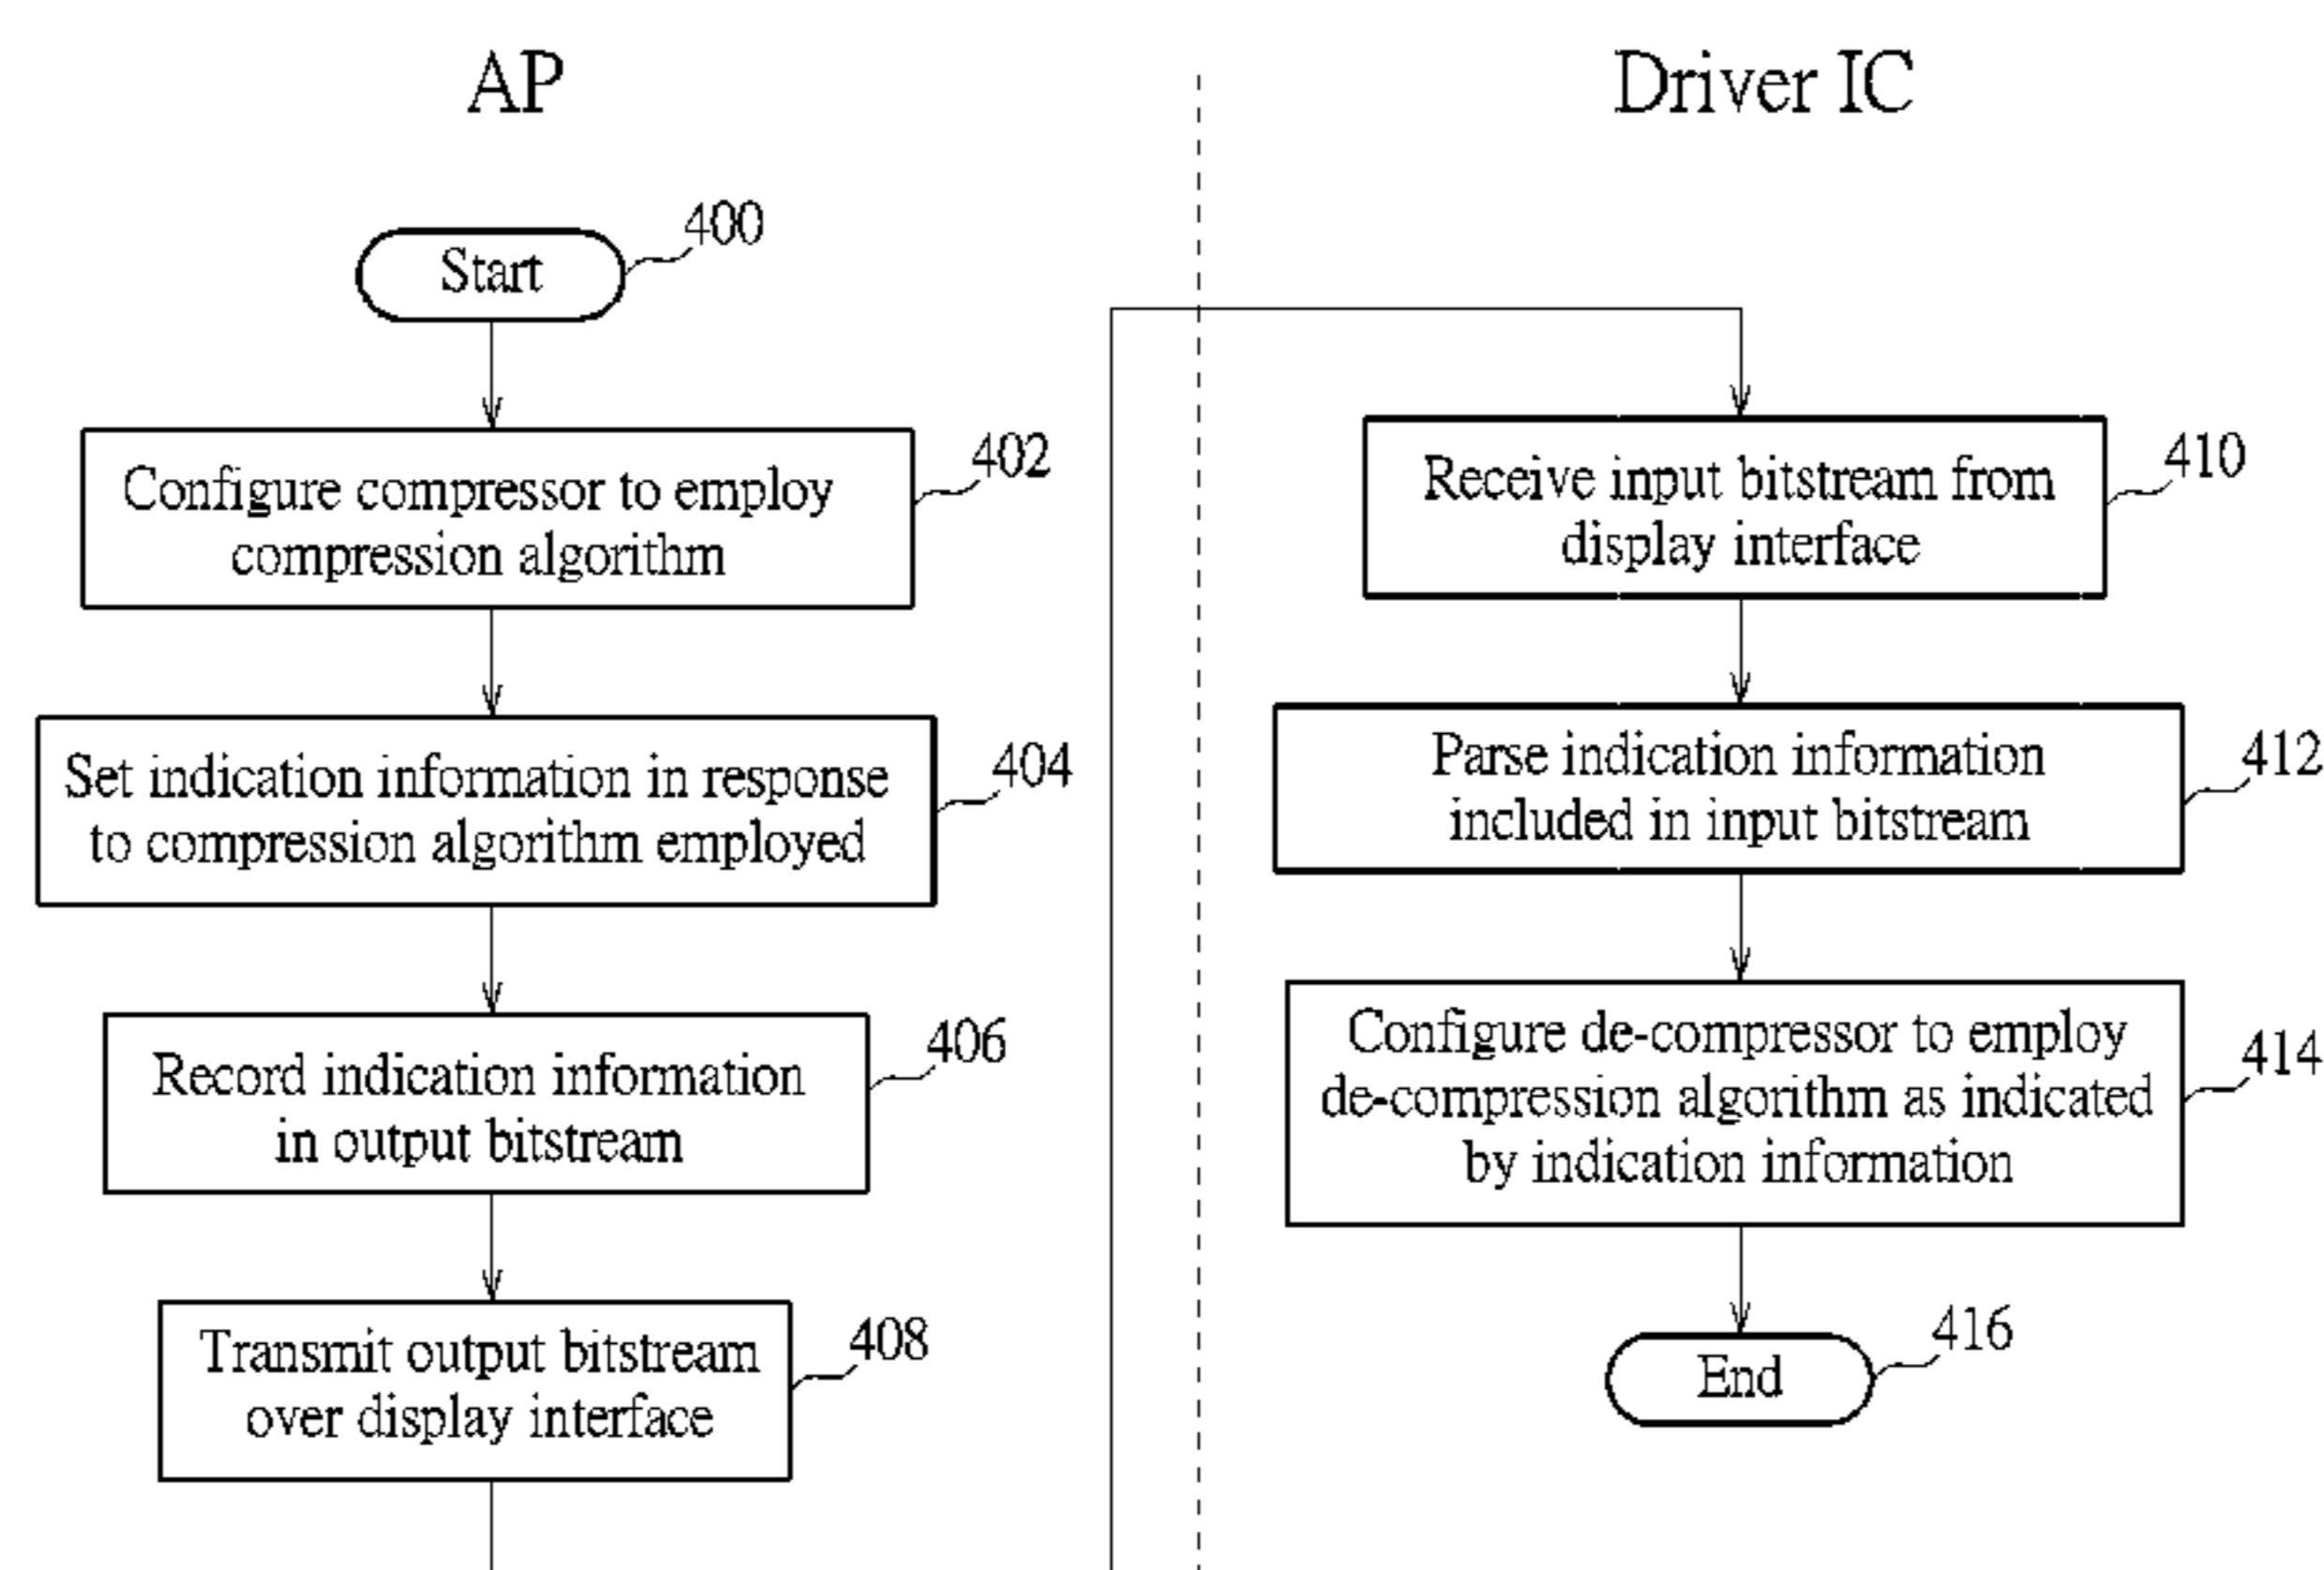 AP
Start
400
Configure compressor to employ
compression algorithm
402
Set indication information in response
to compression algorithm employed
404
Record indication information
in output bitstream
406
Transmit output bitstream
over display interface
408
Driver IC
Receive input bitstream from
display interface
410
Parse indication information
included in input bitstream
412
Configure de-compressor to employ
de-compression algorithm as indicated
by indication information
414
End
416